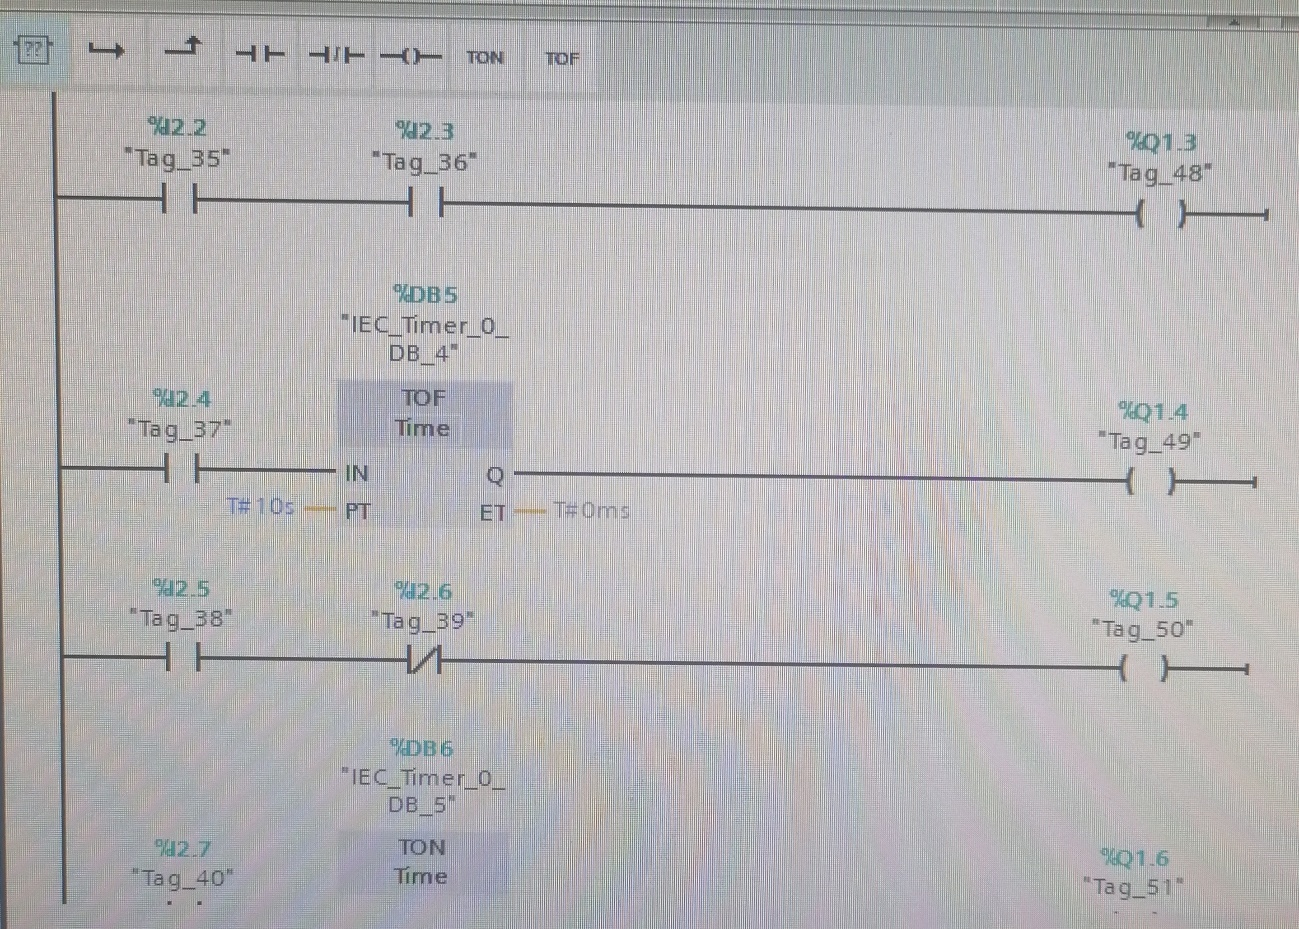 ??
TON TOF
%I2.2 %I2.3 %Q1.3
"Tag_35" "Tag_36" "Tag_48"
%DB5
"IEC_Timer_0_
DB_4"
TOF
Time
%I2.4 %Q1.4
"Tag_37" "Tag_49"
IN Q
T#10s PT ET T#0ms
%I2.5 %I2.6 %Q1.5
"Tag_38" "Tag_39" "Tag_50"
%DB6
"IEC_Timer_0_
DB_5"
TON
Time
%I2.7 %Q1.6
"Tag_40" "Tag_51"